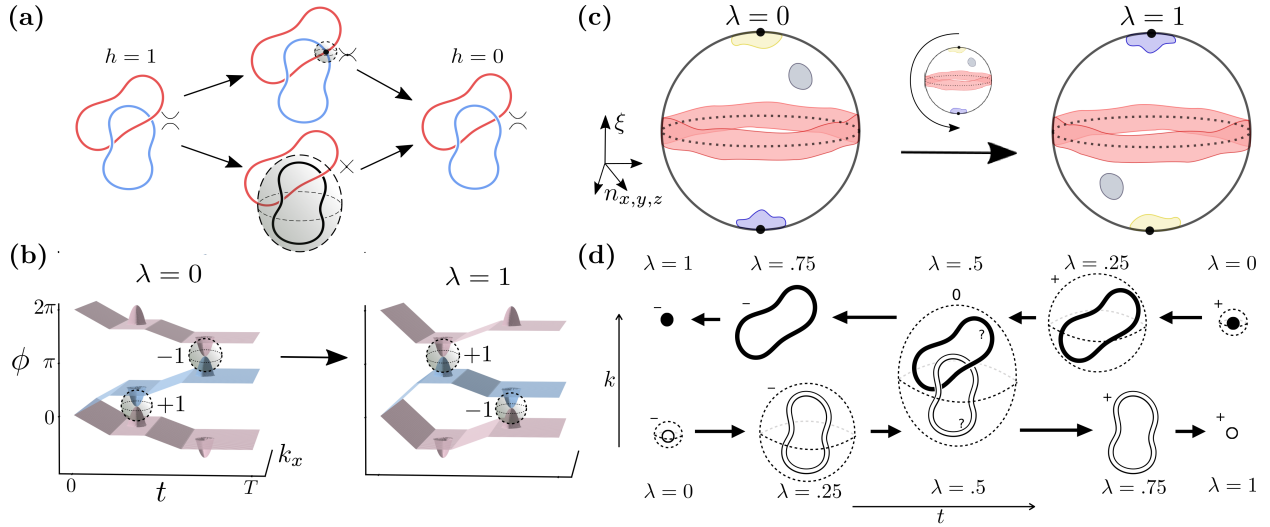 (a)
h = 1
h = 0
(b)
λ = 0
λ = 1
2π
ϕ
π
0
−1
+1
+1
−1
0
t
T
k_x
(c)
λ = 0
λ = 1
ξ
n_{x,y,z}
(d)
λ = 1
λ = .75
λ = .5
λ = .25
λ = 0
−
−
0
+
+
?
k
−
−
?
+
+
λ = 0
λ = .25
λ = .5
λ = .75
λ = 1
t